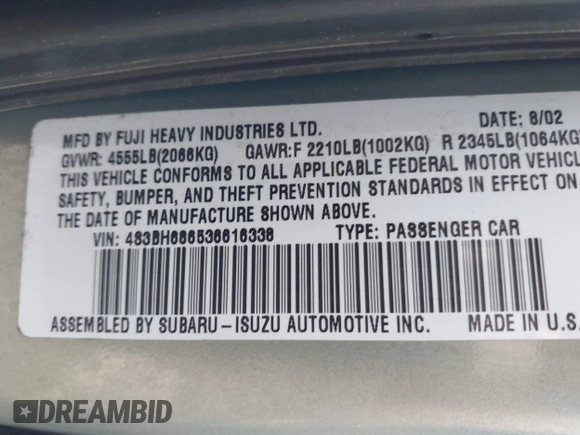 MFD BY FUJI HEAVY INDUSTRIES LTD. DATE; 8/02
GVWR: 4555LB(2066KG) GAWR:F 2210LB(1002KG) R 2345LB(1064KG
THIS VEHICLE CONFORMS TO ALL APPLICABLE FEDERAL MOTOR VEHICL
SAFETY, BUMPER, AND THEFT PREVENTION STANDARDS IN EFFECT ON
THE DATE OF MANUFACTURE SHOWN ABOVE.
VIN: 4S3BH686536616338 TYPE: PASSENGER CAR
ASSEMBLED BY SUBARU-ISUZU AUTOMOTIVE INC. MADE IN U.S.
DREAMBID